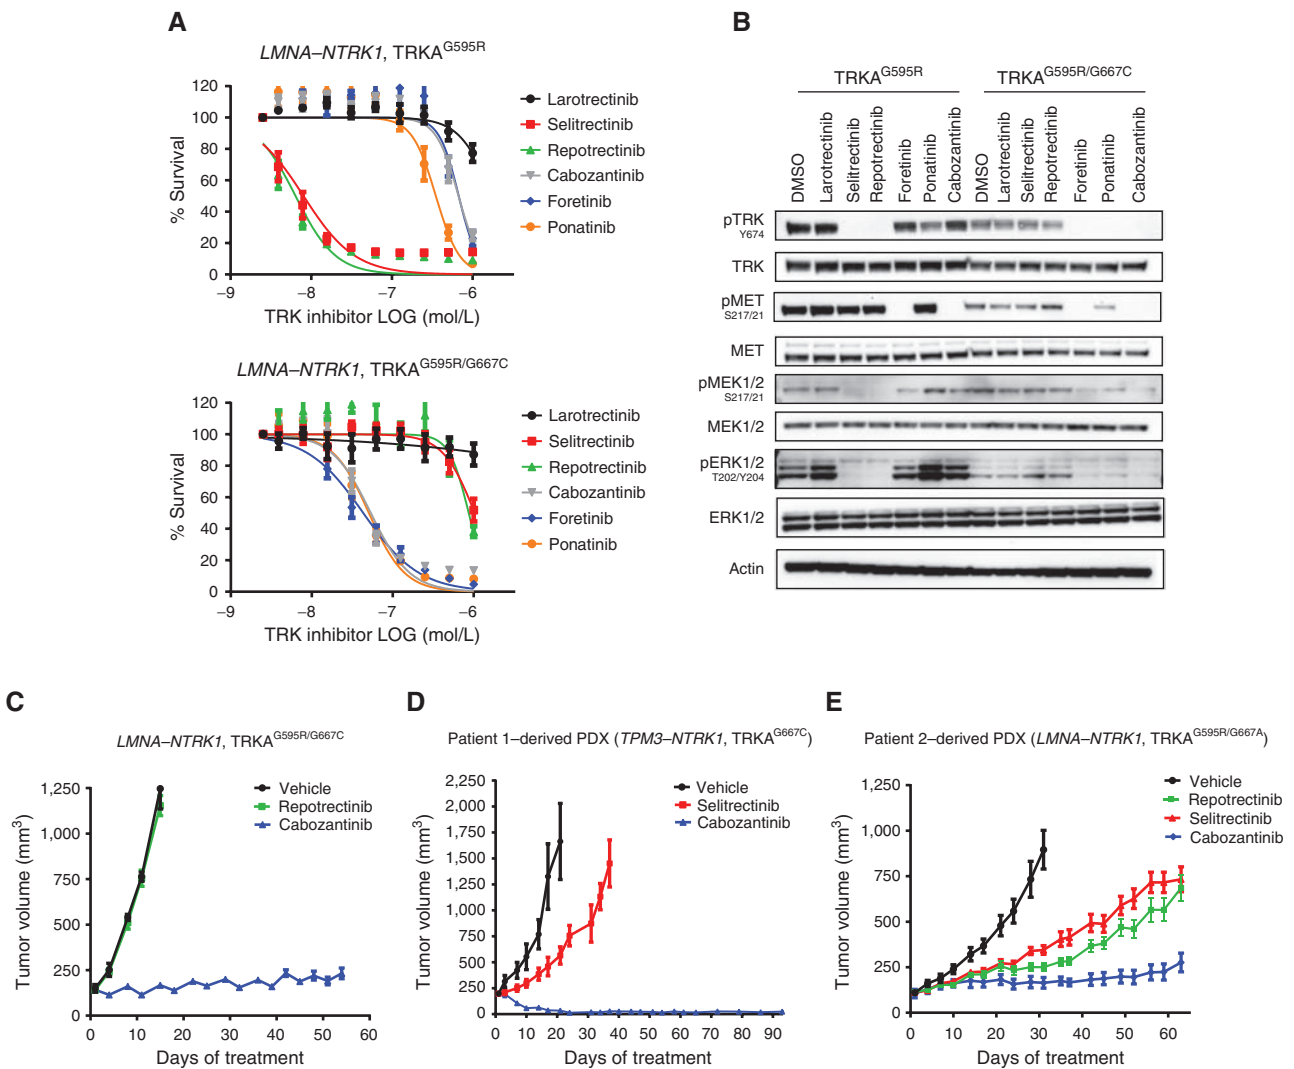 A
LMNA–NTRK1, TRKA^G595R
120
100
80
60
40
20
0
% Survival
–9
–8
–7
–6
TRK inhibitor LOG (mol/L)
Larotrectinib
Selitrectinib
Repotrectinib
Cabozantinib
Foretinib
Ponatinib
LMNA–NTRK1, TRKA^G595R/G667C
120
100
80
60
40
20
0
% Survival
–9
–8
–7
–6
TRK inhibitor LOG (mol/L)
Larotrectinib
Selitrectinib
Repotrectinib
Cabozantinib
Foretinib
Ponatinib
B
TRKA^G595R
TRKA^G595R/G667C
DMSO
Larotrectinib
Selitrectinib
Repotrectinib
Foretinib
Ponatinib
Cabozantinib
DMSO
Larotrectinib
Selitrectinib
Repotrectinib
Foretinib
Ponatinib
Cabozantinib
pTRK
Y674
TRK
pMET
S217/21
MET
pMEK1/2
S217/21
MEK1/2
pERK1/2
T202/Y204
ERK1/2
Actin
C
LMNA–NTRK1, TRKA^G595R/G667C
1,250
1,000
750
500
250
0
Tumor volume (mm³)
0
10
20
30
40
50
60
Days of treatment
Vehicle
Repotrectinib
Cabozantinib
D
Patient 1–derived PDX (TPM3–NTRK1, TRKA^G667C)
2,250
2,000
1,750
1,500
1,250
1,000
750
500
250
0
Tumor volume (mm³)
0
10
20
30
40
50
60
70
80
90
Days of treatment
Vehicle
Selitrectinib
Cabozantinib
E
Patient 2–derived PDX (LMNA–NTRK1, TRKA^G595R/G667A)
1,250
1,000
750
500
250
0
Tumor volume (mm³)
0
10
20
30
40
50
60
Days of treatment
Vehicle
Repotrectinib
Selitrectinib
Cabozantinib